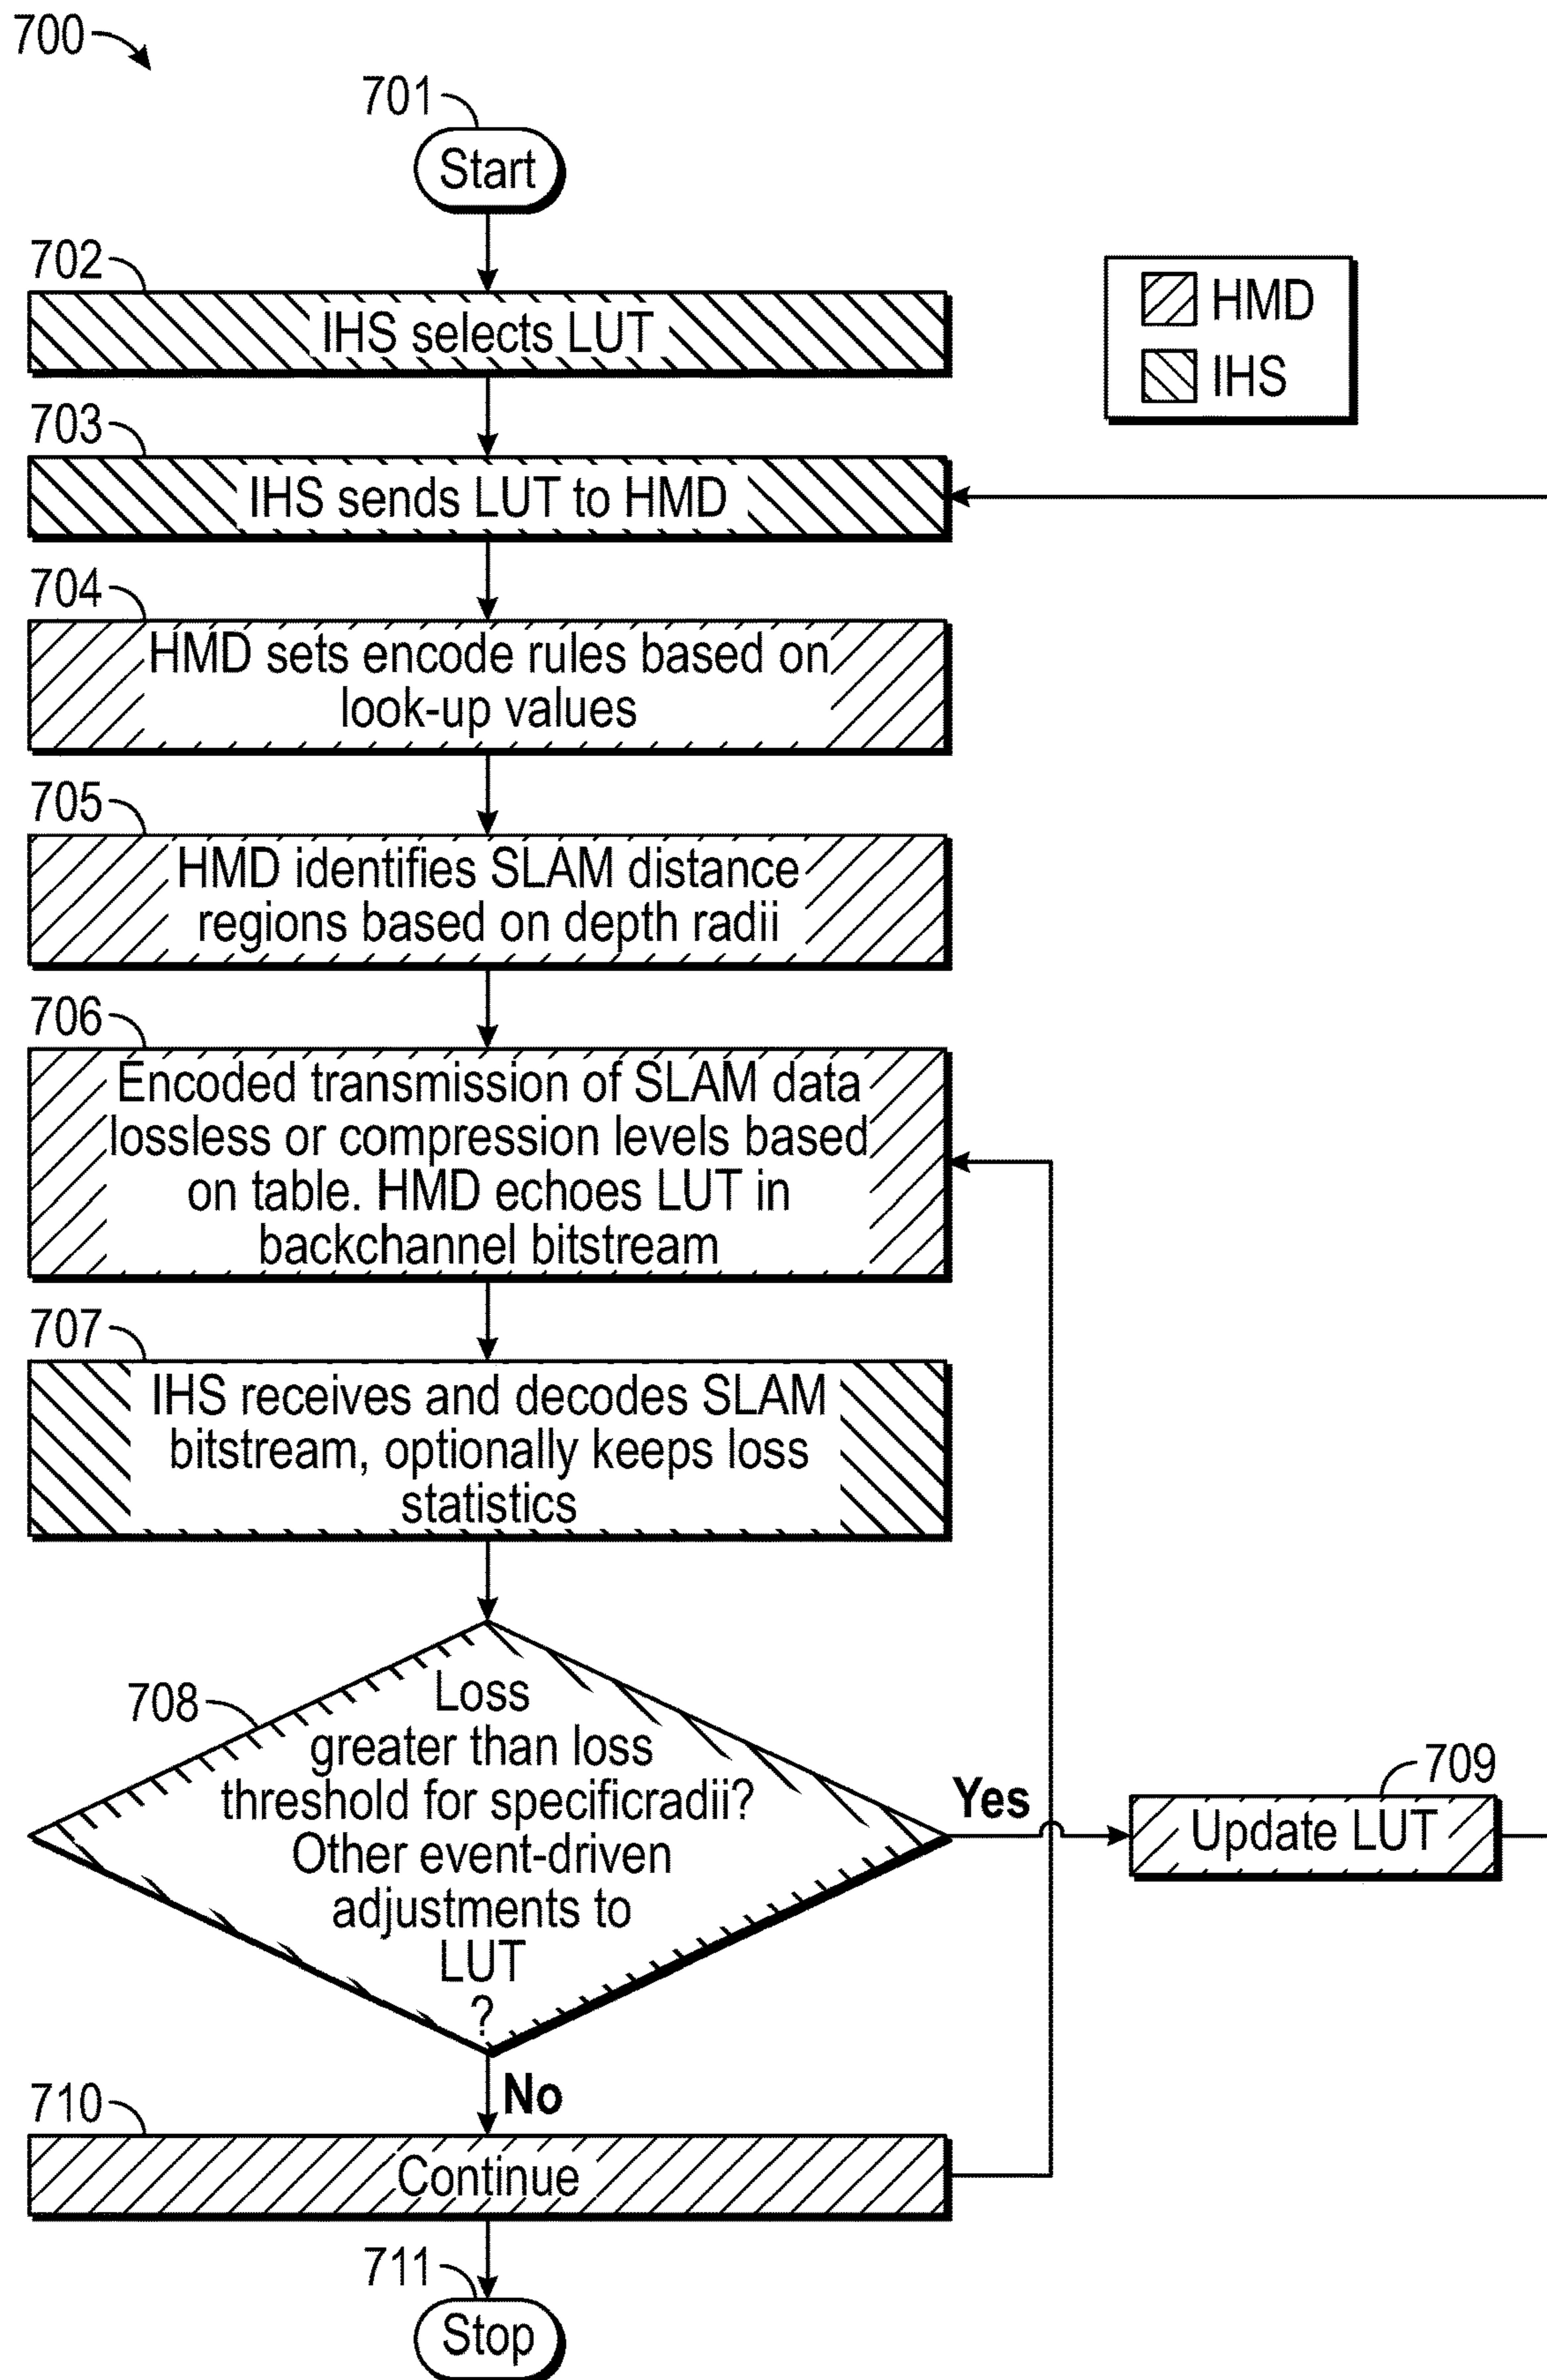 700
701
Start
702
IHS selects LUT
HMD
IHS
703
IHS sends LUT to HMD
704
HMD sets encode rules based on
look-up values
705
HMD identifies SLAM distance
regions based on depth radii
706
Encoded transmission of SLAM data
lossless or compression levels based
on table. HMD echoes LUT in
backchannel bitstream
707
IHS receives and decodes SLAM
bitstream, optionally keeps loss
statistics
708
Loss
greater than loss
threshold for specificradii?
Other event-driven
adjustments to
LUT
?
Yes
709
Update LUT
No
710
Continue
711
Stop